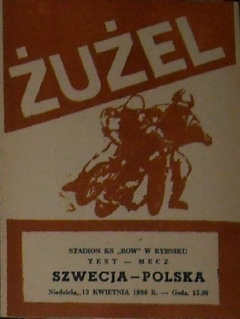 ŻUŻEL
STADION KS „ROW" W RYBNIKU
TEST — MECZ
SZWECJA—POLSKA
Niedziela, 13 KWIETNIA 1986 R. — Godz. 15.00